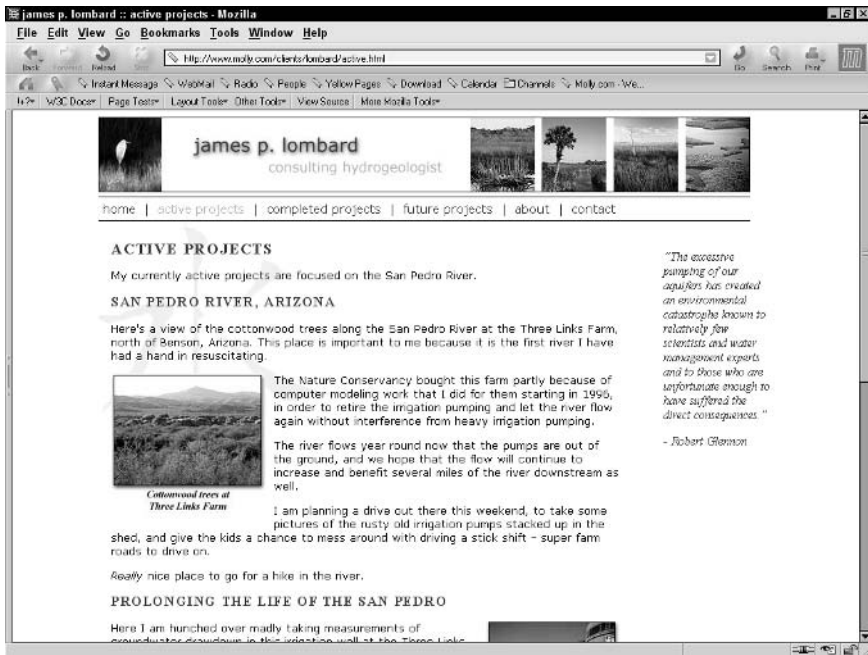 james p. lombard :: active projects - Mozilla
File Edit View Go Bookmarks Tools Window Help
Back Forward Reload Stop http://www.molly.com/clients/lombard/active.html Go Search Print
Instant Message WebMail Radio People Yellow Pages Download Calendar Channels Molly.com - We...
W3C Docs Page Tests Layout Tools Other Tools View Source More Mozilla Tools
james p. lombard
consulting hydrogeologist
home | active projects | completed projects | future projects | about | contact
ACTIVE PROJECTS
My currently active projects are focused on the San Pedro River.
SAN PEDRO RIVER, ARIZONA
Here's a view of the cottonwood trees along the San Pedro River at the Three Links Farm,
north of Benson, Arizona. This place is important to me because it is the first river I have
had a hand in resuscitating.
The Nature Conservancy bought this farm partly because of
computer modeling work that I did for them starting in 1996,
in order to retire the irrigation pumping and let the river flow
again without interference from heavy irrigation pumping.
The river flows year round now that the pumps are out of
the ground, and we hope that the flow will continue to
increase and benefit several miles of the river downstream as
well.
Cottonwood trees at
Three Links Farm
I am planning a drive out there this weekend, to take some
pictures of the rusty old irrigation pumps stacked up in the
shed, and give the kids a chance to mess around with driving a stick shift – super farm
roads to drive on.
Really nice place to go for a hike in the river.
PROLONGING THE LIFE OF THE SAN PEDRO
Here I am hunched over madly taking measurements of
groundwater drawdown in this irrigation well at the Three Links
"The excessive
pumping of our
aquifers has created
an environmental
catastrophe known to
relatively few
scientists and water
management experts
and to those who are
unfortunate enough to
have suffered the
direct consequences."
- Robert Glennon
水